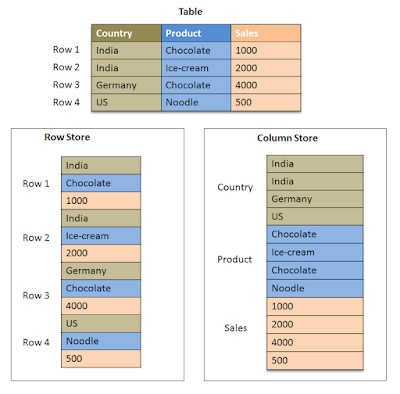 Table
Country Product Sales
Row 1 India Chocolate 1000
Row 2 India Ice-cream 2000
Row 3 Germany Chocolate 4000
Row 4 US Noodle 500
Row Store
India
Row 1 Chocolate
1000
India
Row 2 Ice-cream
2000
Germany
Row 3 Chocolate
4000
US
Row 4 Noodle
500
Column Store
India
Country India
Germany
US
Chocolate
Product Ice-cream
Chocolate
Noodle
1000
Sales 2000
4000
500